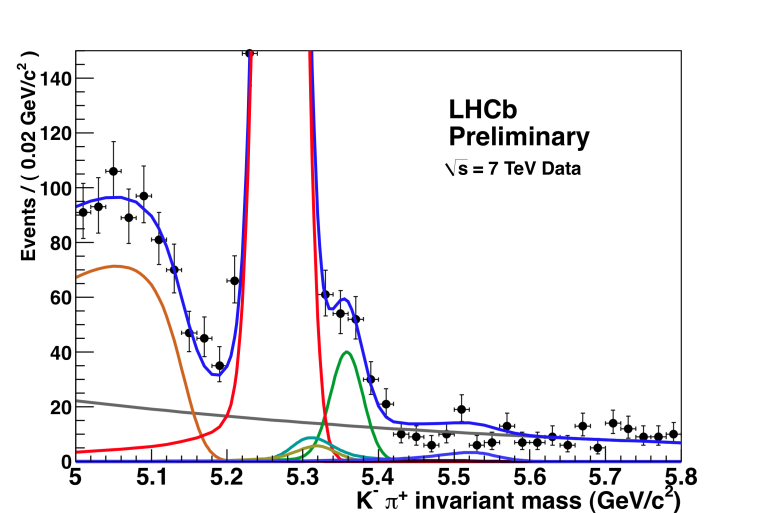 LHCb
Preliminary
√s = 7 TeV Data
Events / ( 0.02 GeV/c² )
140
120
100
80
60
40
20
0
5 5.1 5.2 5.3 5.4 5.5 5.6 5.7 5.8
K⁻ π⁺ invariant mass (GeV/c²)